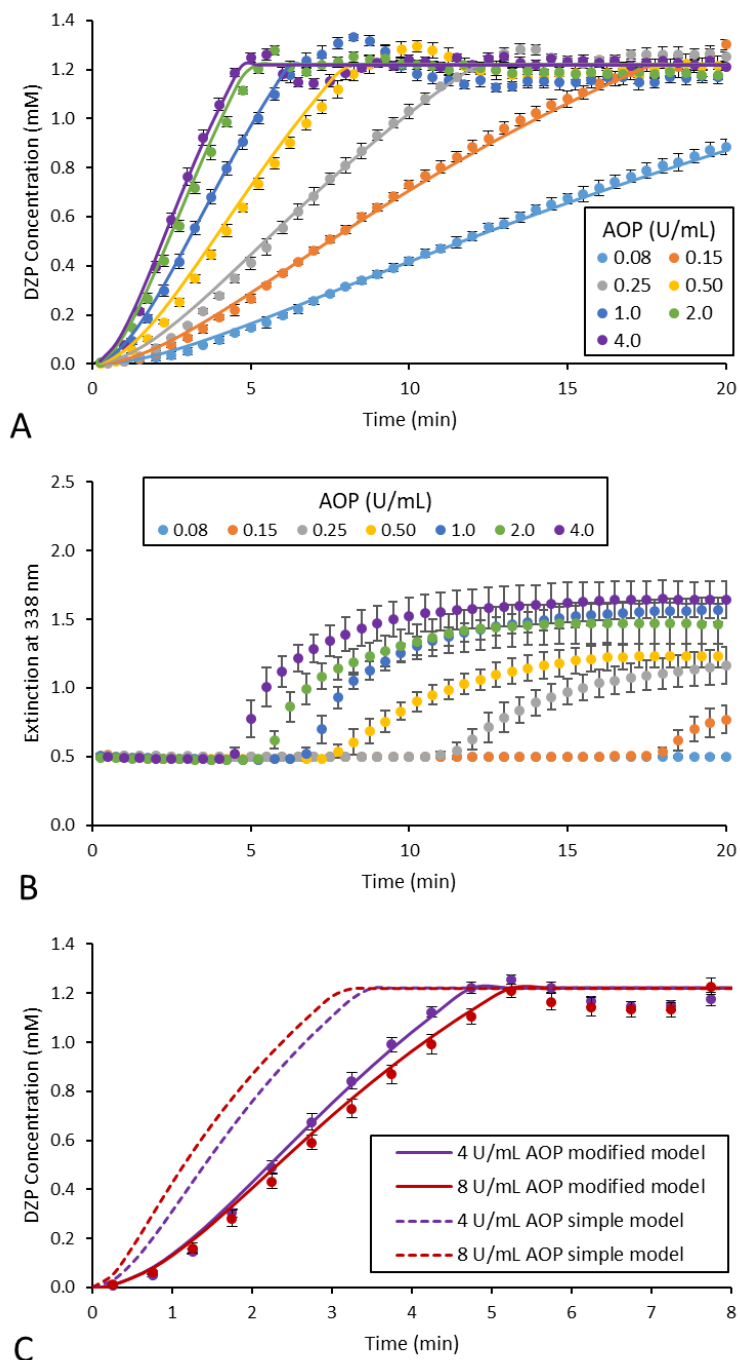 1.4
1.2
1.0
0.8
0.6
0.4
0.2
0.0
DZP Concentration (mM)
AOP (U/mL)
0.08 0.15
0.25 0.50
1.0 2.0
4.0
0 5 10 15 20
Time (min)
A
2.5
2.0
1.5
1.0
0.5
0.0
Extinction at 338 nm
AOP (U/mL)
0.08 0.15 0.25 0.50 1.0 2.0 4.0
0 5 10 15 20
Time (min)
B
1.4
1.2
1.0
0.8
0.6
0.4
0.2
0.0
DZP Concentration (mM)
4 U/mL AOP modified model
8 U/mL AOP modified model
4 U/mL AOP simple model
8 U/mL AOP simple model
0 1 2 3 4 5 6 7 8
Time (min)
C